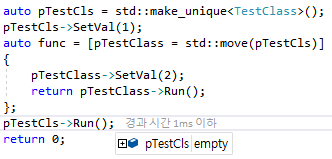 auto pTestCls = std::make_unique<TestClass>();
pTestCls->SetVal(1);
auto func = [pTestClass = std::move(pTestCls)]
{
pTestClass->SetVal(2);
return pTestClass->Run();
};
pTestCls->Run(); 경과 시간 1ms 이하
return 0;
pTestCls empty